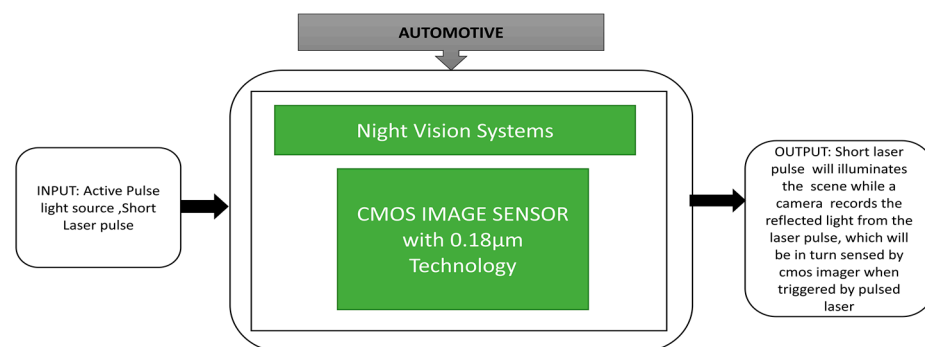 AUTOMOTIVE
Night Vision Systems
INPUT: Active Pulse
light source ,Short
Laser pulse
CMOS IMAGE SENSOR
with 0.18µm
Technology
OUTPUT: Short laser
pulse will illuminates
the scene while a
camera records the
reflected light from the
laser pulse, which will
be in turn sensed by
cmos imager when
triggered by pulsed
laser